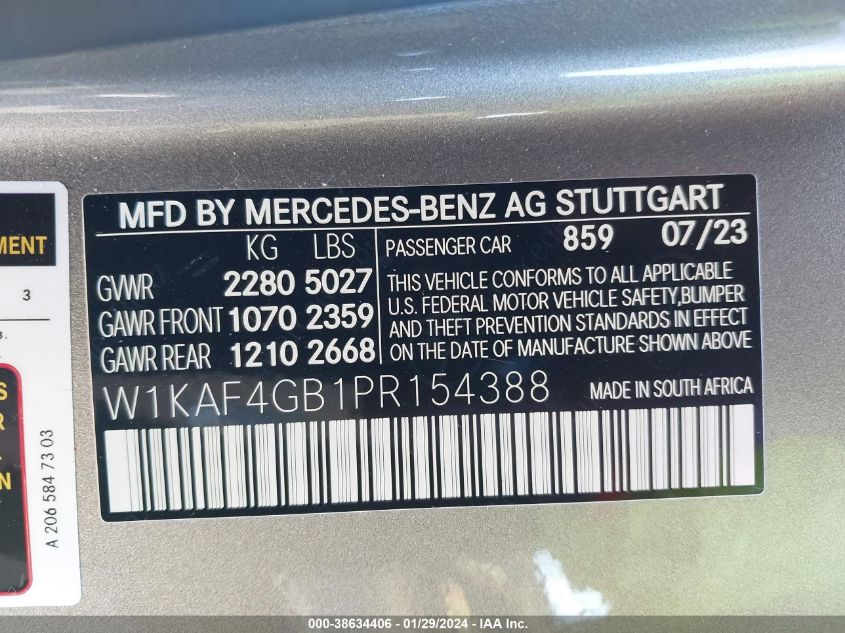 MFD BY MERCEDES-BENZ AG STUTTGART
KG LBS
GVWR 2280 5027
GAWR FRONT 1070 2359
GAWR REAR 1210 2668
PASSENGER CAR 859 07/23
THIS VEHICLE CONFORMS TO ALL APPLICABLE
U.S. FEDERAL MOTOR VEHICLE SAFETY,BUMPER
AND THEFT PREVENTION STANDARDS IN EFFECT
ON THE DATE OF MANUFACTURE SHOWN ABOVE
W1KAF4GB1PR154388 MADE IN SOUTH AFRICA
3
A 206 584 73 03
000-38634406 - 01/29/2024 - IAA Inc.